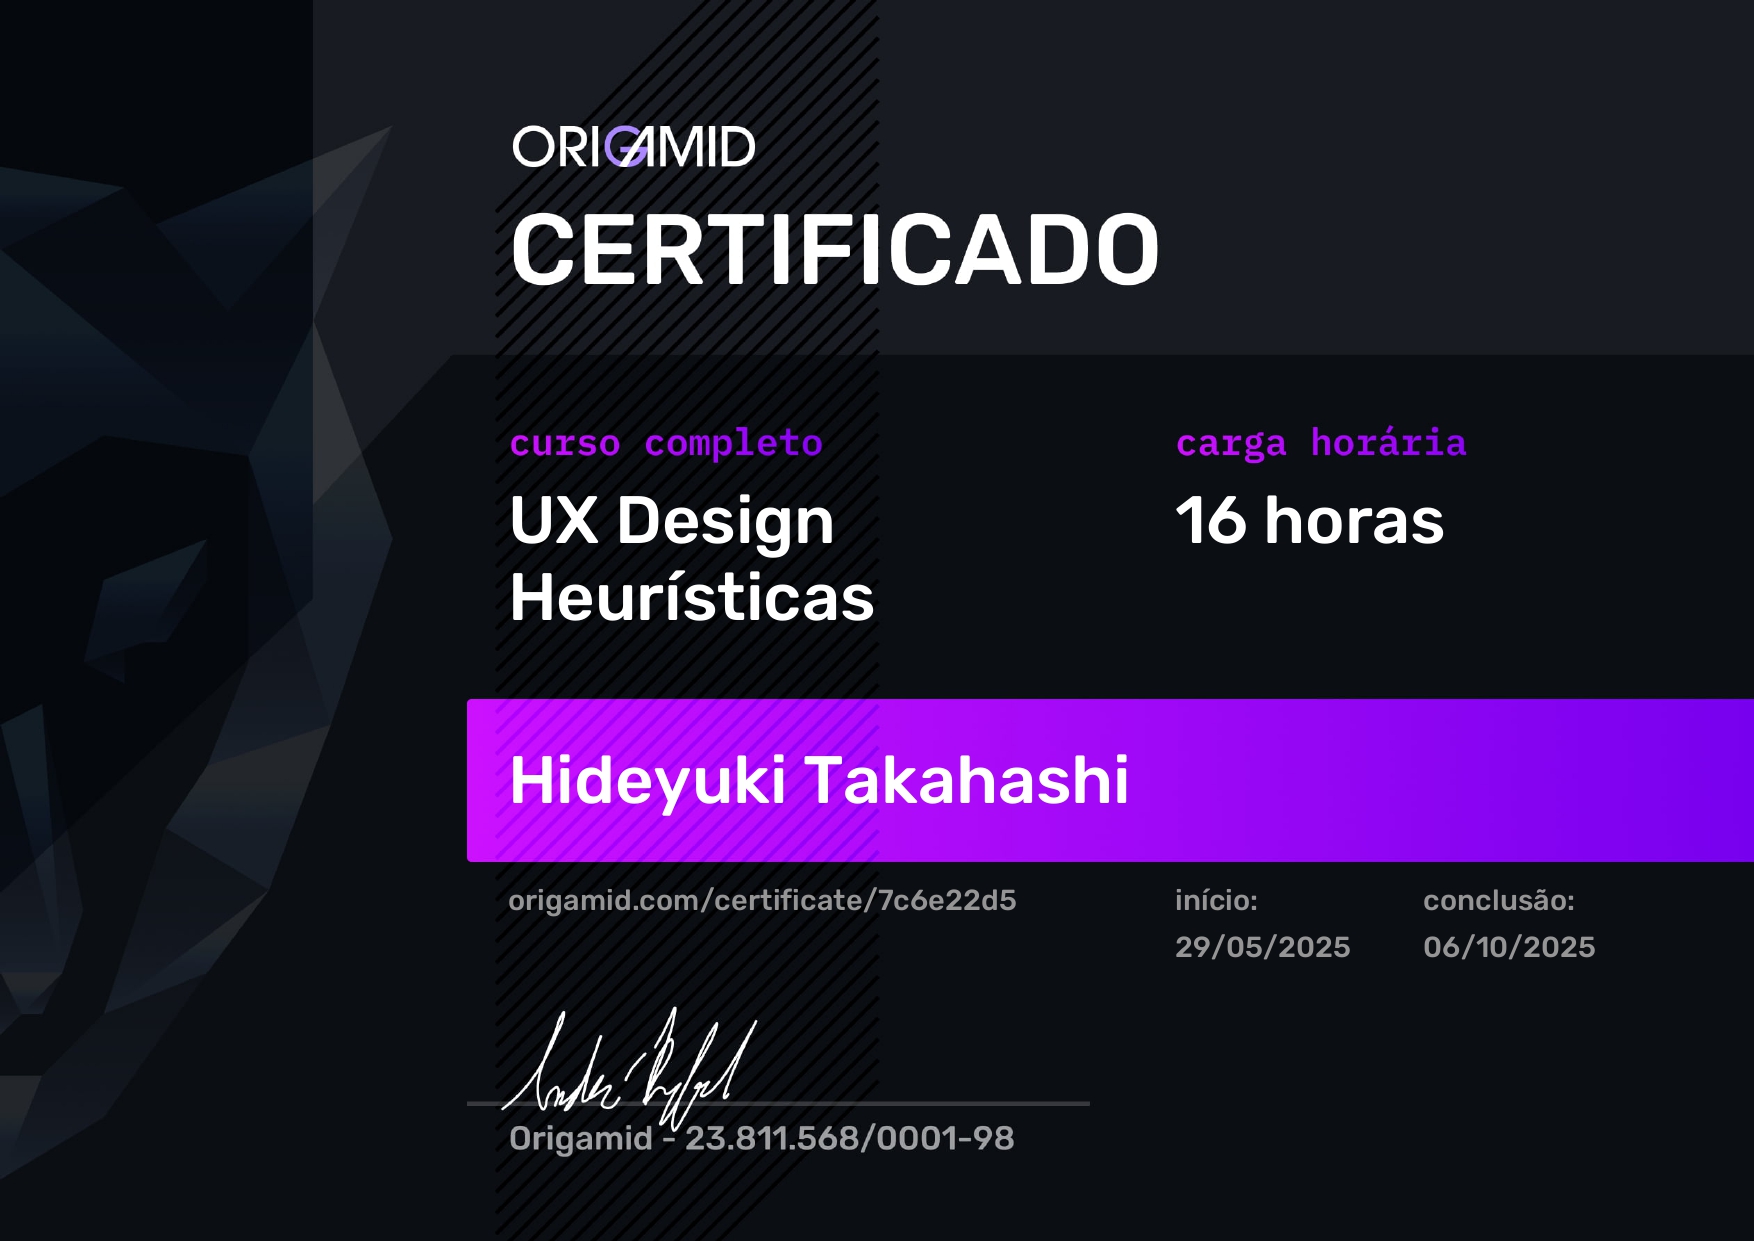 ORIGAMID
CERTIFICADO
curso completo
UX Design
Heurísticas
carga horária
16 horas
Hideyuki Takahashi
origamid.com/certificate/7c6e22d5
início:
29/05/2025
conclusão:
06/10/2025
Origamid - 23.811.568/0001-98